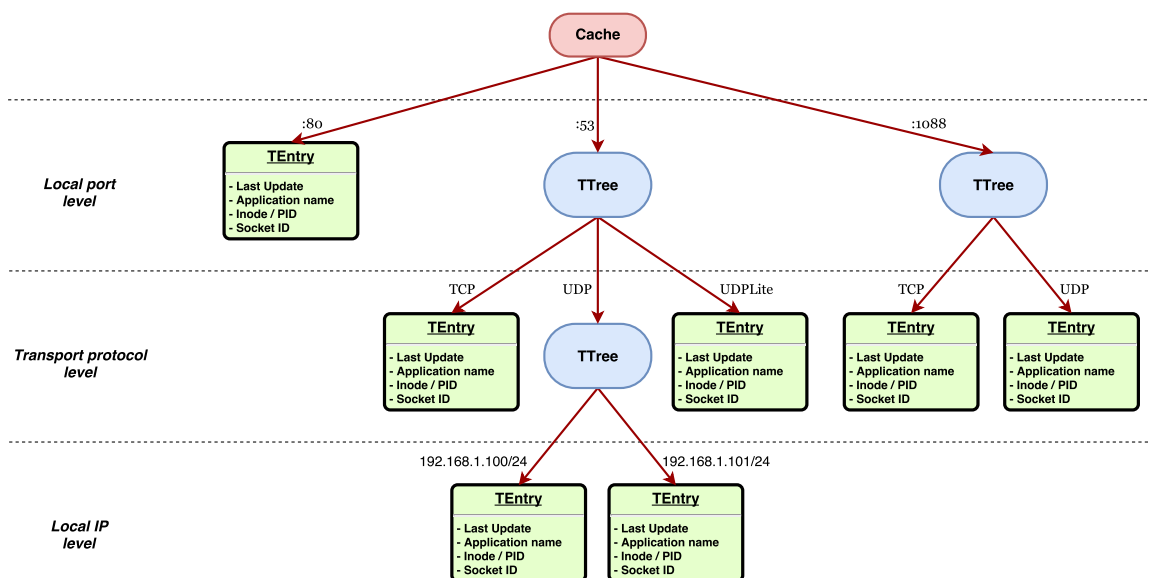 Cache
:80
:53
:1088
Local port
level
TEntry
- Last Update
- Application name
- Inode / PID
- Socket ID
TTree
TTree
TCP
UDP
UDPLite
TCP
UDP
Transport protocol
level
TEntry
- Last Update
- Application name
- Inode / PID
- Socket ID
TTree
TEntry
- Last Update
- Application name
- Inode / PID
- Socket ID
TEntry
- Last Update
- Application name
- Inode / PID
- Socket ID
TEntry
- Last Update
- Application name
- Inode / PID
- Socket ID
192.168.1.100/24
192.168.1.101/24
Local IP
level
TEntry
- Last Update
- Application name
- Inode / PID
- Socket ID
TEntry
- Last Update
- Application name
- Inode / PID
- Socket ID